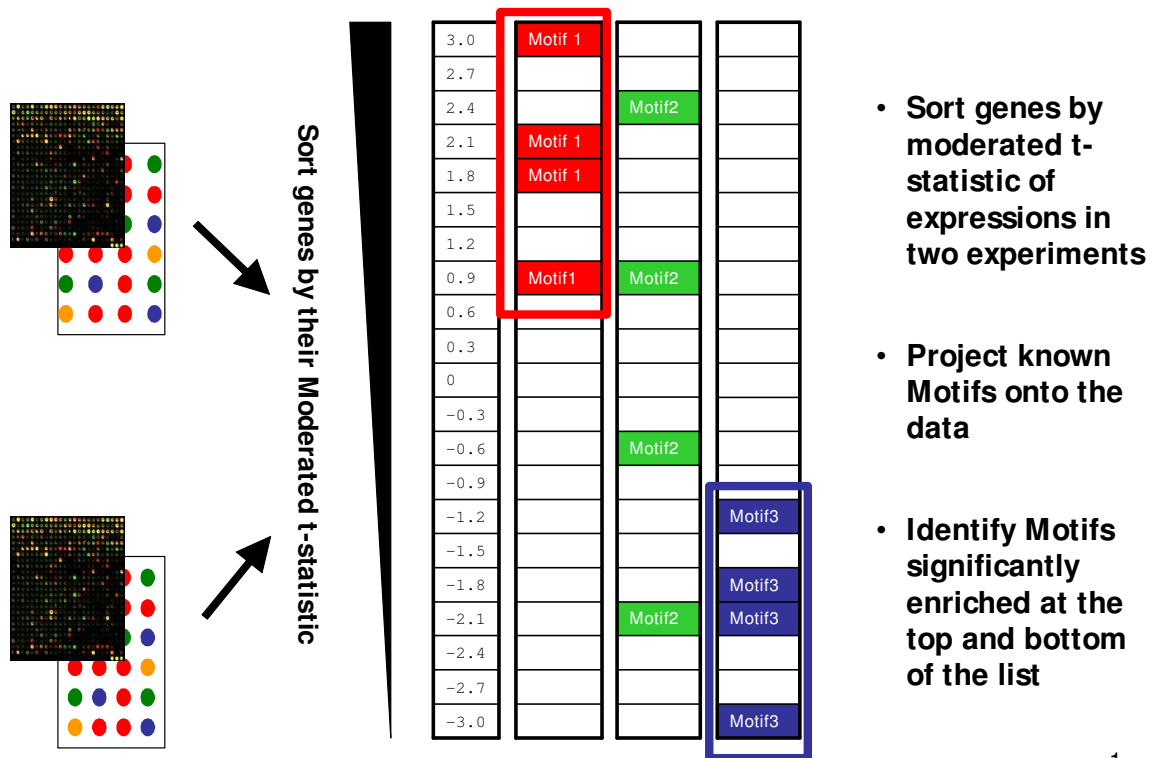 Sort genes by their Moderated t-statistic
3.0 Motif 1
2.7
2.4 Motif2
2.1 Motif 1
1.8 Motif 1
1.5
1.2
0.9 Motif1 Motif2
0.6
0.3
0
-0.3
-0.6 Motif2
-0.9
-1.2 Motif3
-1.5
-1.8 Motif3
-2.1 Motif2 Motif3
-2.4
-2.7
-3.0 Motif3
• Sort genes by
moderated t-
statistic of
expressions in
two experiments
• Project known
Motifs onto the
data
• Identify Motifs
significantly
enriched at the
top and bottom
of the list